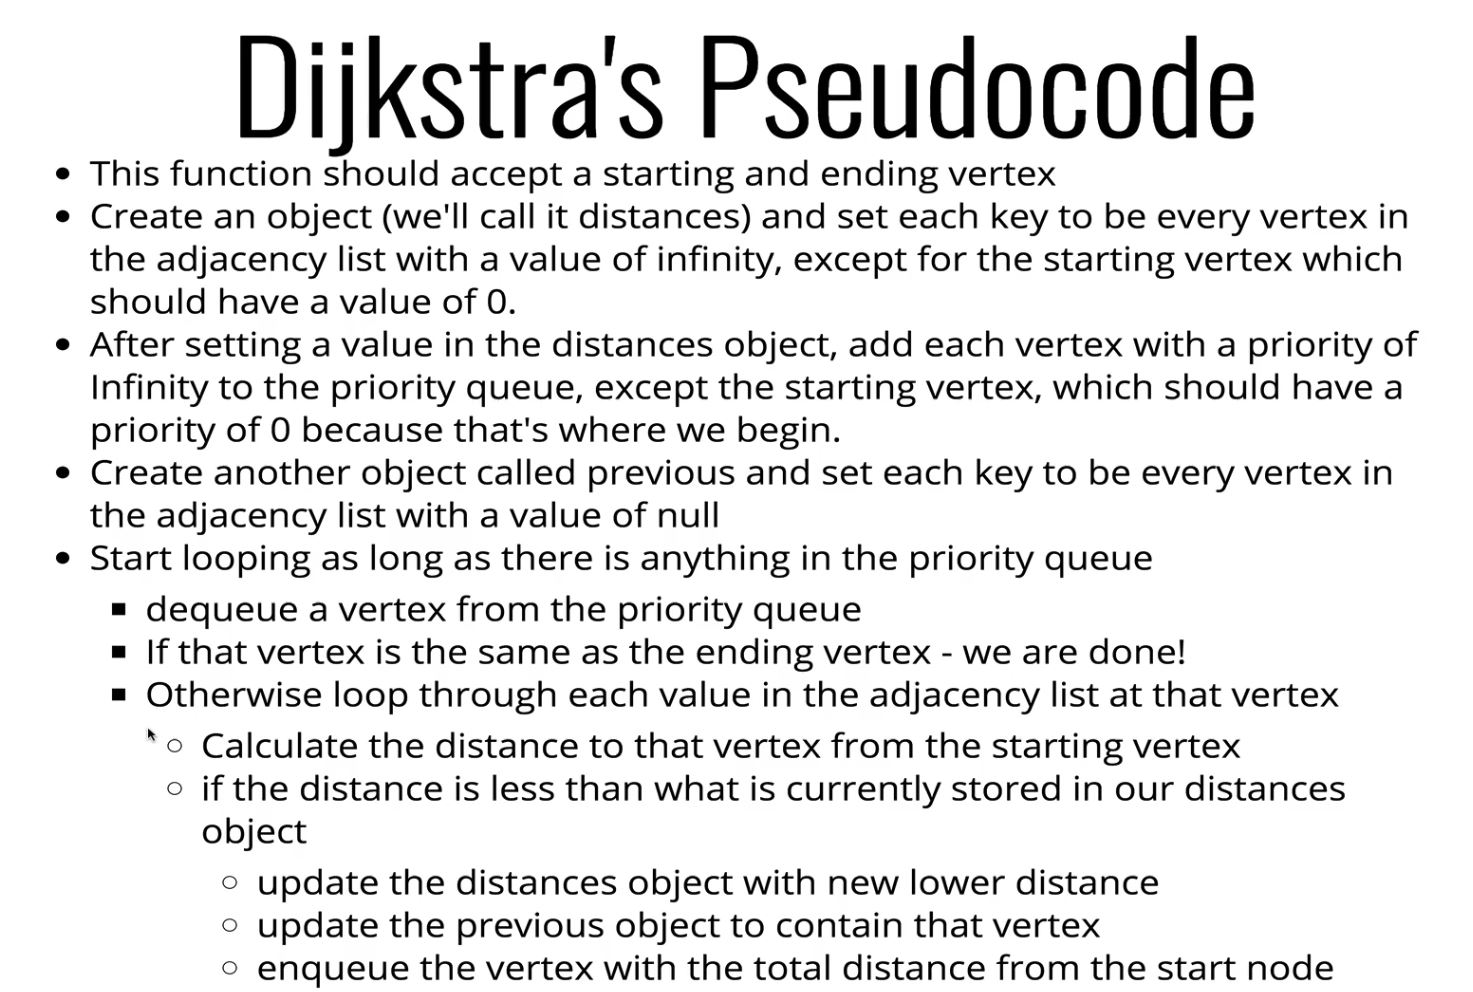 Dijkstra's Pseudocode
• This function should accept a starting and ending vertex
• Create an object (we'll call it distances) and set each key to be every vertex in
the adjacency list with a value of infinity, except for the starting vertex which
should have a value of 0.
• After setting a value in the distances object, add each vertex with a priority of
Infinity to the priority queue, except the starting vertex, which should have a
priority of 0 because that's where we begin.
• Create another object called previous and set each key to be every vertex in
the adjacency list with a value of null
• Start looping as long as there is anything in the priority queue
▪ dequeue a vertex from the priority queue
▪ If that vertex is the same as the ending vertex - we are done!
▪ Otherwise loop through each value in the adjacency list at that vertex
○ Calculate the distance to that vertex from the starting vertex
○ if the distance is less than what is currently stored in our distances
object
○ update the distances object with new lower distance
○ update the previous object to contain that vertex
○ enqueue the vertex with the total distance from the start node